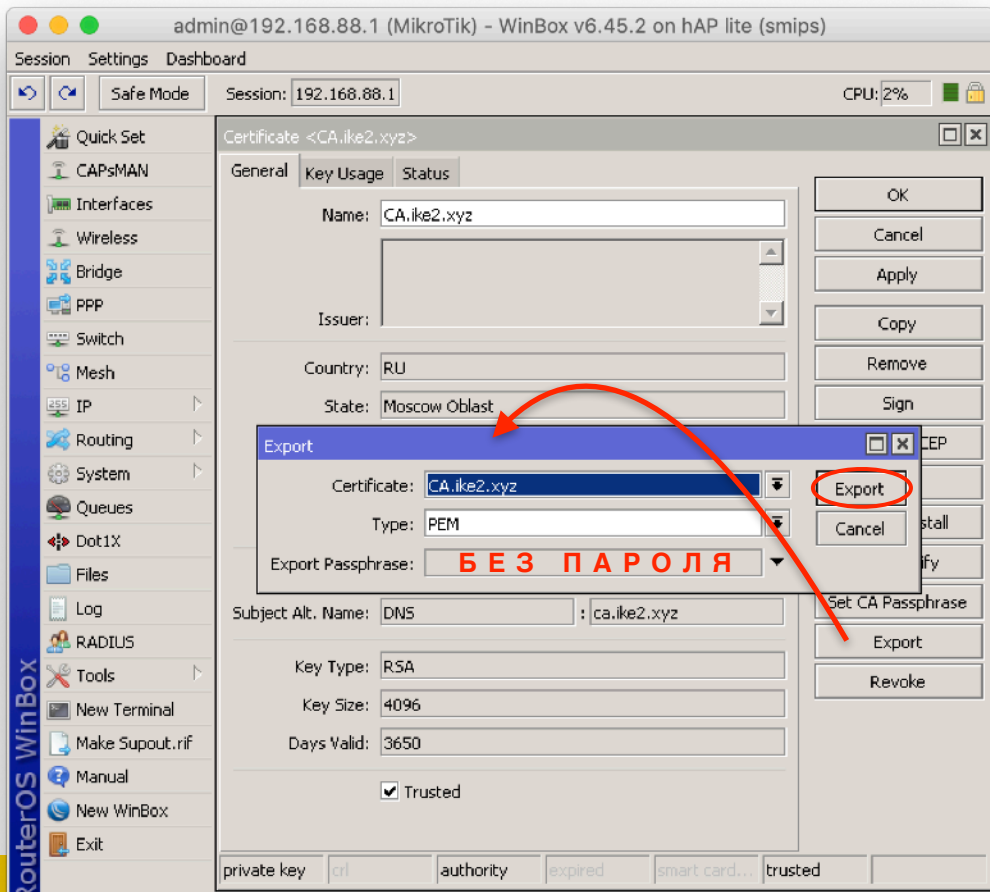 admin@192.168.88.1 (MikroTik) - WinBox v6.45.2 on hAP lite (smips)
Session Settings Dashboard
Safe Mode Session: 192.168.88.1 CPU: 2%
Quick Set
CAPsMAN
Interfaces
Wireless
Bridge
PPP
Switch
Mesh
IP
Routing
System
Queues
Dot1X
Files
Log
RADIUS
Tools
New Terminal
Make Supout.rif
Manual
New WinBox
Exit
RouterOS WinBox
Certificate <CA.ike2.xyz>
General Key Usage Status
Name: CA.ike2.xyz
Issuer:
Country: RU
State: Moscow Oblast
Export
Certificate: CA.ike2.xyz
Type: PEM
Export Passphrase: БЕЗ ПАРОЛЯ
Export
Cancel
Subject Alt. Name: DNS : ca.ike2.xyz
Key Type: RSA
Key Size: 4096
Days Valid: 3650
Trusted
OK
Cancel
Apply
Copy
Remove
Sign
CEP
stall
ify
Set CA Passphrase
Export
Revoke
private key crl authority expired smart card... trusted